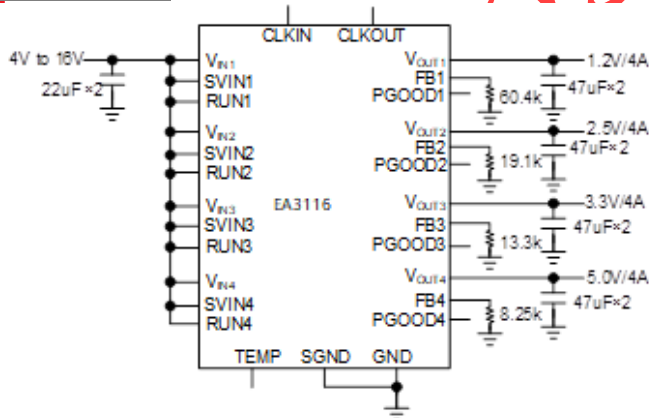 CLKIN CLKOUT
4V to 16V
22uF×2
VIN1
SVIN1
RUN1
VIN2
SVIN2
RUN2
VIN3
SVIN3
RUN3
VIN4
SVIN4
RUN4
EA3116
VOUT1
FB1
PGOOD1
VOUT2
FB2
PGOOD2
VOUT3
FB3
PGOOD3
VOUT4
FB4
PGOOD4
1.2V/4A
47uF×2
60.4k
2.5V/4A
47uF×2
19.1k
3.3V/4A
47uF×2
13.3k
5.0V/4A
47uF×2
8.25k
TEMP SGND GND